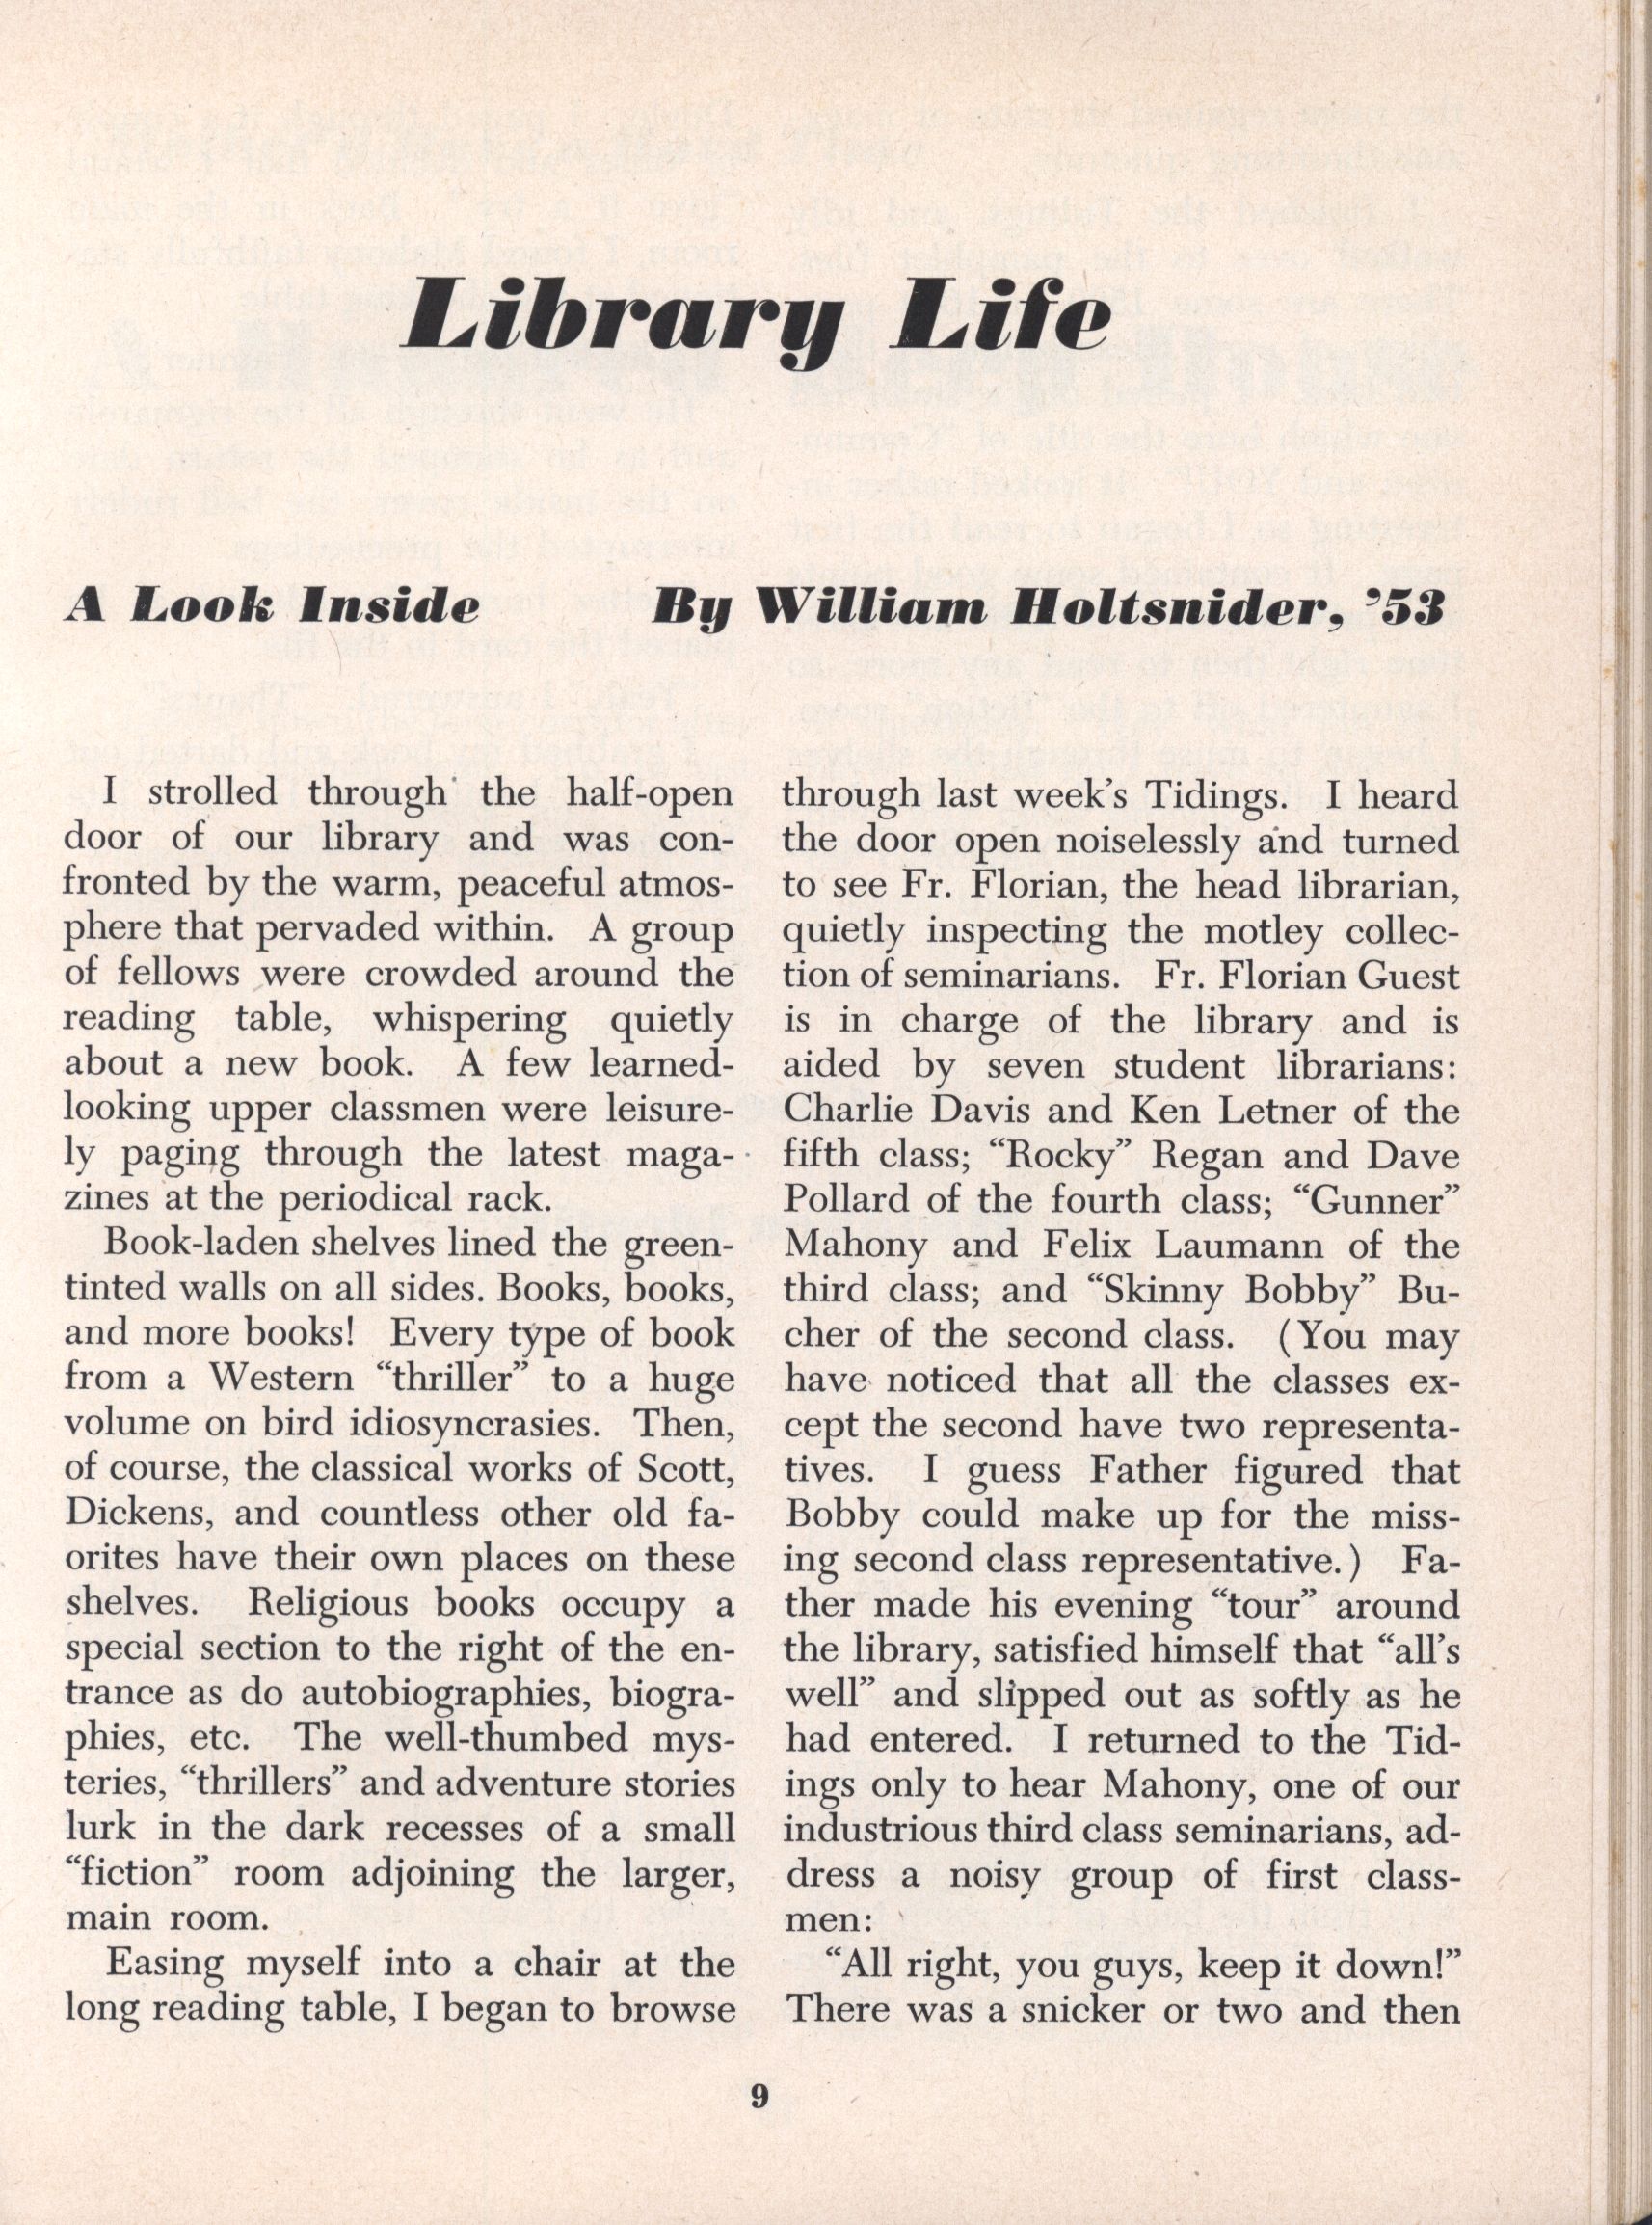 Library Life
A Look Inside
By William Holtsnider, ’53
I strolled through the half-open
door of our library and was con-
fronted by the warm, peaceful atmos-
phere that pervaded within. A group
of fellows were crowded around the
reading table, whispering quietly
about a new book. A few learned-
looking upper classmen were leisure-
ly paging through the latest maga-
zines at the periodical rack.
Book-laden shelves lined the green-
tinted walls on all sides. Books, books,
and more books! Every type of book
from a Western “thriller” to a huge
volume on bird idiosyncrasies. Then,
of course, the classical works of Scott,
Dickens, and countless other old fa-
orites have their own places on these
shelves. Religious books occupy a
special section to the right of the en-
trance as do autobiographies, biogra-
phies, etc. The well-thumbed mys-
teries, “thrillers” and adventure stories
lurk in the dark recesses of a small
“fiction” room adjoining the larger,
main room.
Easing myself into a chair at the
long reading table, I began to browse
through last week’s Tidings. I heard
the door open noiselessly and turned
to see Fr. Florian, the head librarian,
quietly inspecting the motley collec-
tion of seminarians. Fr. Florian Guest
is in charge of the library and is
aided by seven student librarians:
Charlie Davis and Ken Letner of the
fifth class; “Rocky” Regan and Dave
Pollard of the fourth class; “Gunner”
Mahony and Felix Laumann of the
third class; and “Skinny Bobby” Bu-
cher of the second class. (You may
have noticed that all the classes ex-
cept the second have two representa-
tives. I guess Father figured that
Bobby could make up for the miss-
ing second class representative.) Fa-
ther made his evening “tour” around
the library, satisfied himself that “all’s
well” and slipped out as softly as he
had entered. I returned to the Tid-
ings only to hear Mahony, one of our
industrious third class seminarians, ad-
dress a noisy group of first class-
men:
“All right, you guys, keep it down!”
There was a snicker or two and then
9